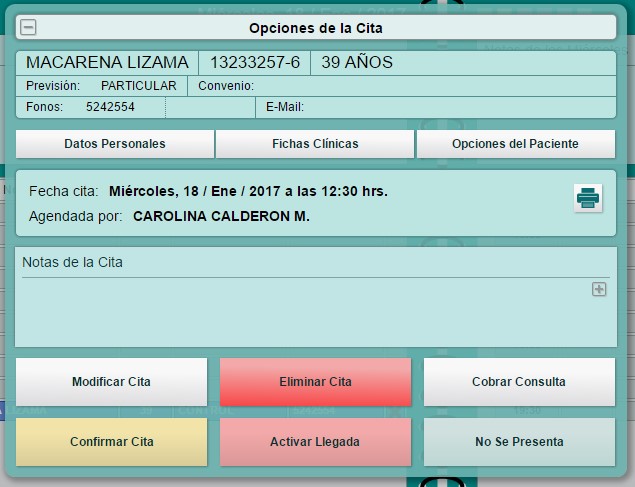 Opciones de la Cita
MACARENA LIZAMA 13233257-6 39 AÑOS
Previsión: PARTICULAR Convenio:
Fonos: 5242554 E-Mail:
Datos Personales Fichas Clínicas Opciones del Paciente
Fecha cita: Miércoles, 18 / Ene / 2017 a las 12:30 hrs.
Agendada por: CAROLINA CALDERON M.
Notas de la Cita
Modificar Cita Eliminar Cita Cobrar Consulta
Confirmar Cita Activar Llegada No Se Presenta